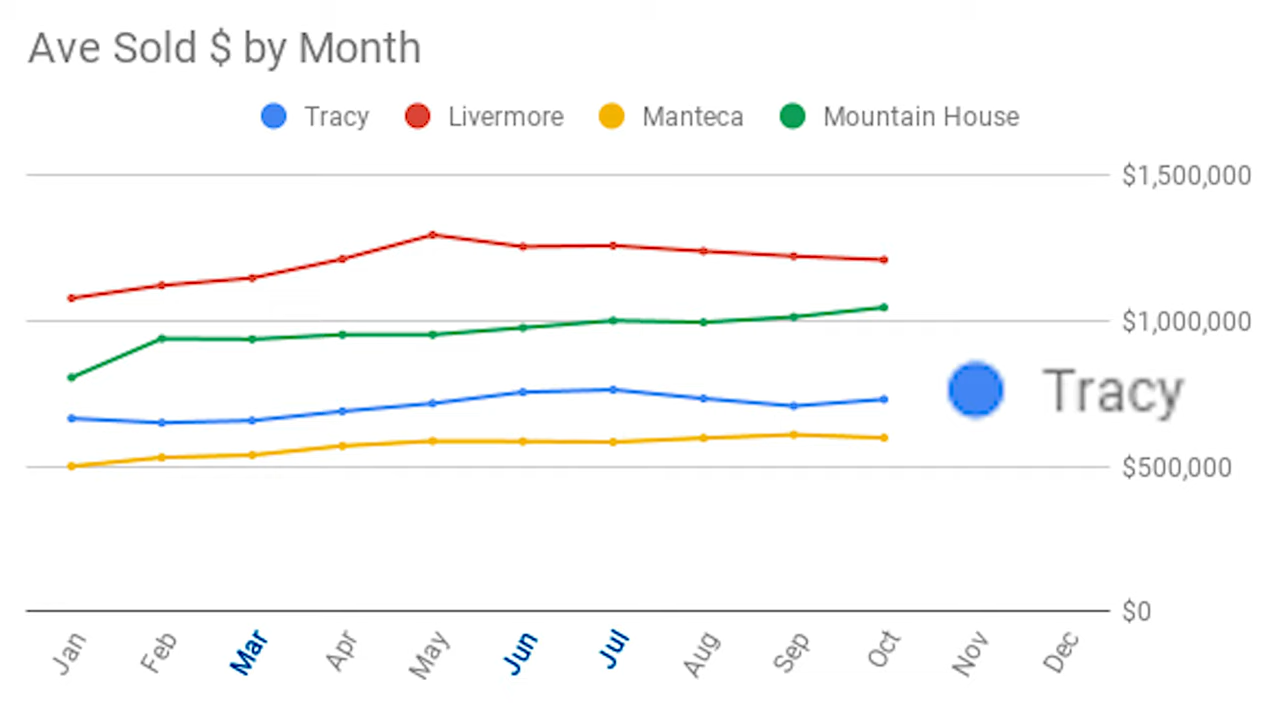 Ave Sold $ by Month
Tracy Livermore Manteca Mountain House
$1,500,000
$1,000,000
Tracy
$500,000
$0
Jan Feb Mar Apr May Jun Jul Aug Sep Oct Nov Dec